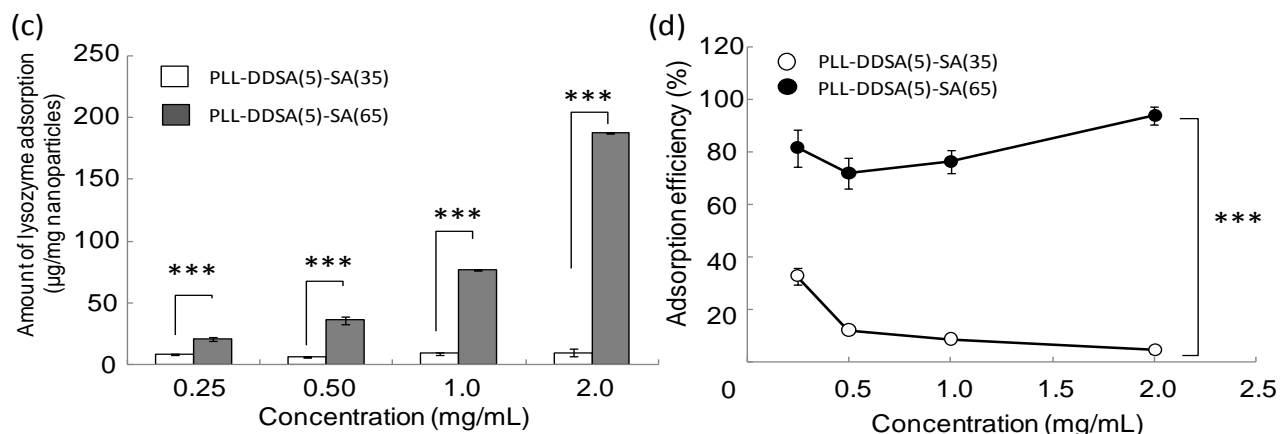 (c)
250
200
150
100
50
0
Amount of lysozyme adsorption
(µg/mg nanoparticles)
PLL-DDSA(5)-SA(35)
PLL-DDSA(5)-SA(65)
***
***
***
***
0.25 0.50 1.0 2.0
Concentration (mg/mL)
(d)
120
100
80
60
40
20
0
Adsorption efficiency (%)
PLL-DDSA(5)-SA(35)
PLL-DDSA(5)-SA(65)
***
0.5 1.0 1.5 2.0 2.5
Concentration (mg/mL)